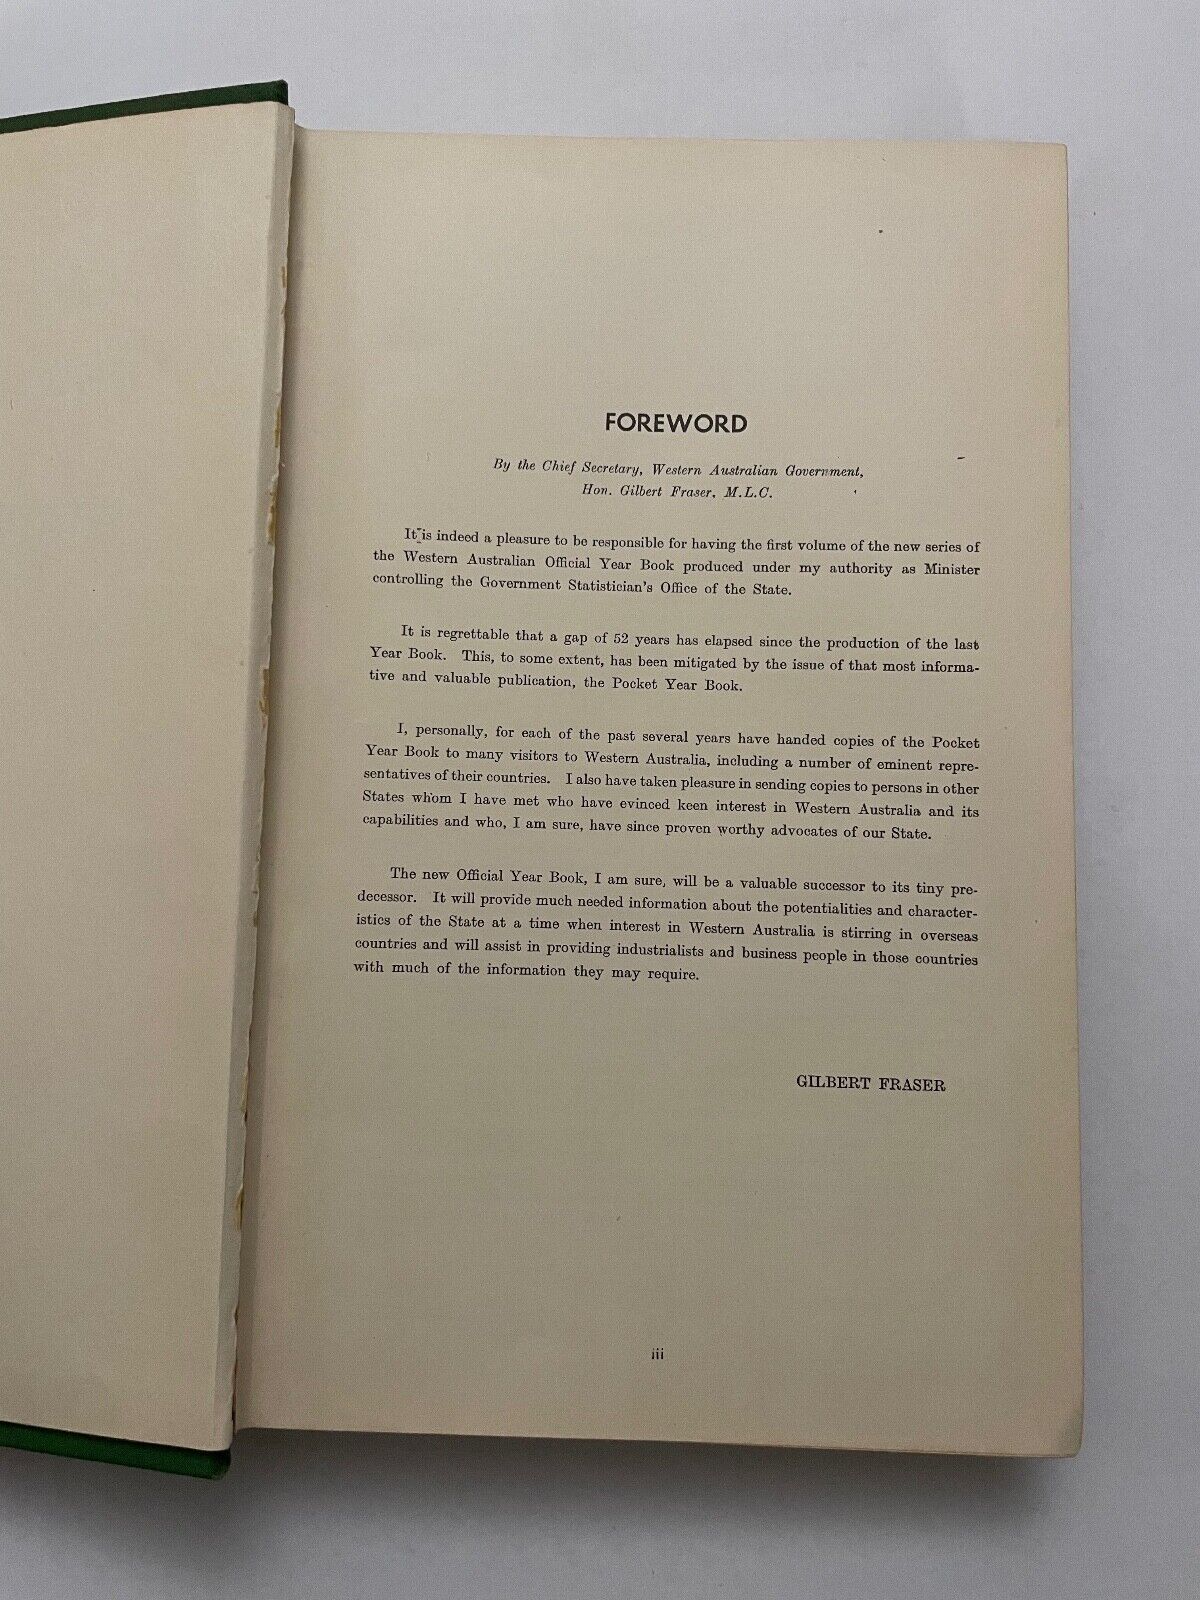 FOREWORD
By the Chief Secretary, Western Australian Government,
Hon. Gilbert Fraser, M.L.C.
It is indeed a pleasure to be responsible for having the first volume of the new series of
the Western Australian Official Year Book produced under my authority as Minister
controlling the Government Statistician's Office of the State.
It is regrettable that a gap of 52 years has elapsed since the production of the last
Year Book. This, to some extent, has been mitigated by the issue of that most informa-
tive and valuable publication, the Pocket Year Book.
I, personally, for each of the past several years have handed copies of the Pocket
Year Book to many visitors to Western Australia, including a number of eminent repre-
sentatives of their countries. I also have taken pleasure in sending copies to persons in other
States whom I have met who have evinced keen interest in Western Australia and its
capabilities and who, I am sure, have since proven worthy advocates of our State.
The new Official Year Book, I am sure, will be a valuable successor to its tiny pre-
decessor. It will provide much needed information about the potentialities and character-
istics of the State at a time when interest in Western Australia is stirring in overseas
countries and will assist in providing industrialists and business people in those countries
with much of the information they may require.
GILBERT FRASER
iii